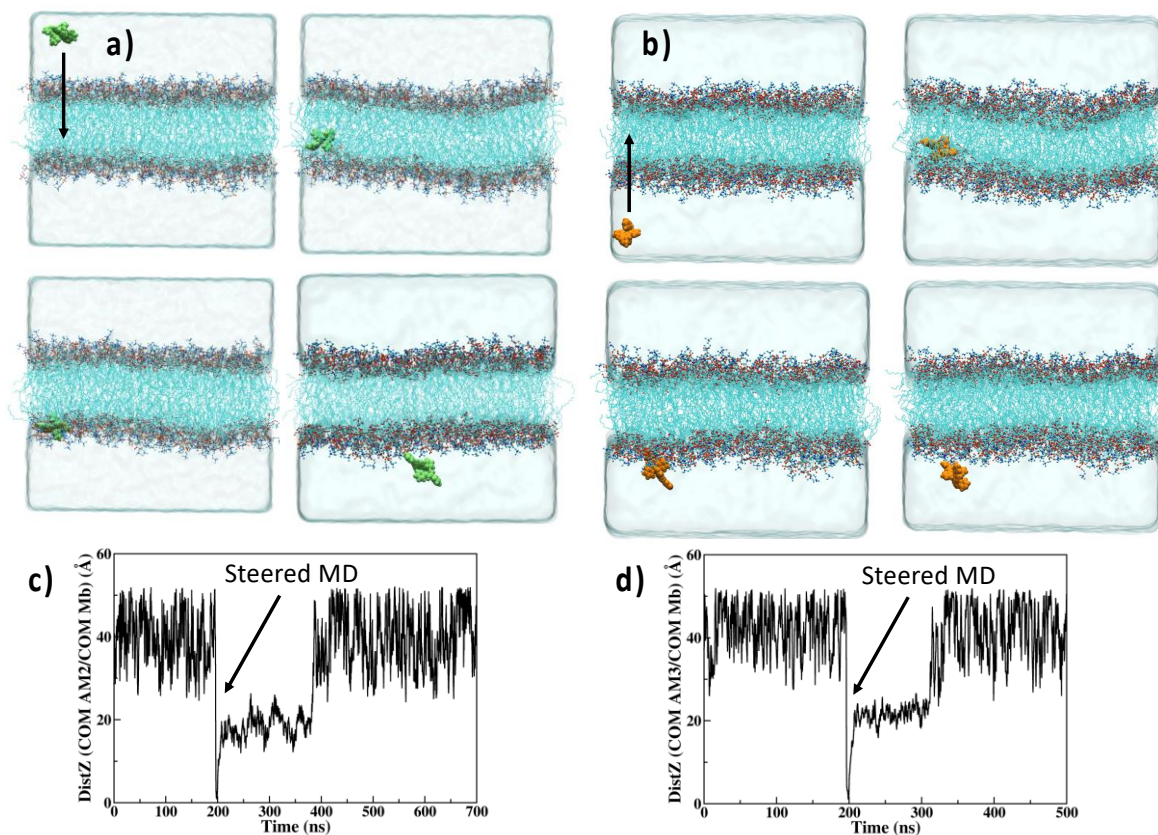 a)
b)
c)
Steered MD
DistZ (COM AM2/COM Mb) (Å)
60
40
20
0
0 100 200 300 400 500 600 700
Time (ns)
d)
Steered MD
DistZ (COM AM3/COM Mb) (Å)
60
40
20
0
0 100 200 300 400 500
Time (ns)